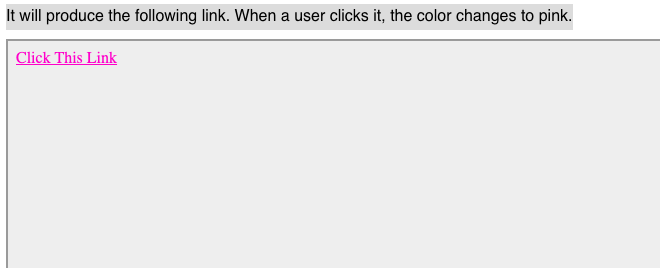 It will produce the following link. When a user clicks it, the color changes to pink.
Click This Link